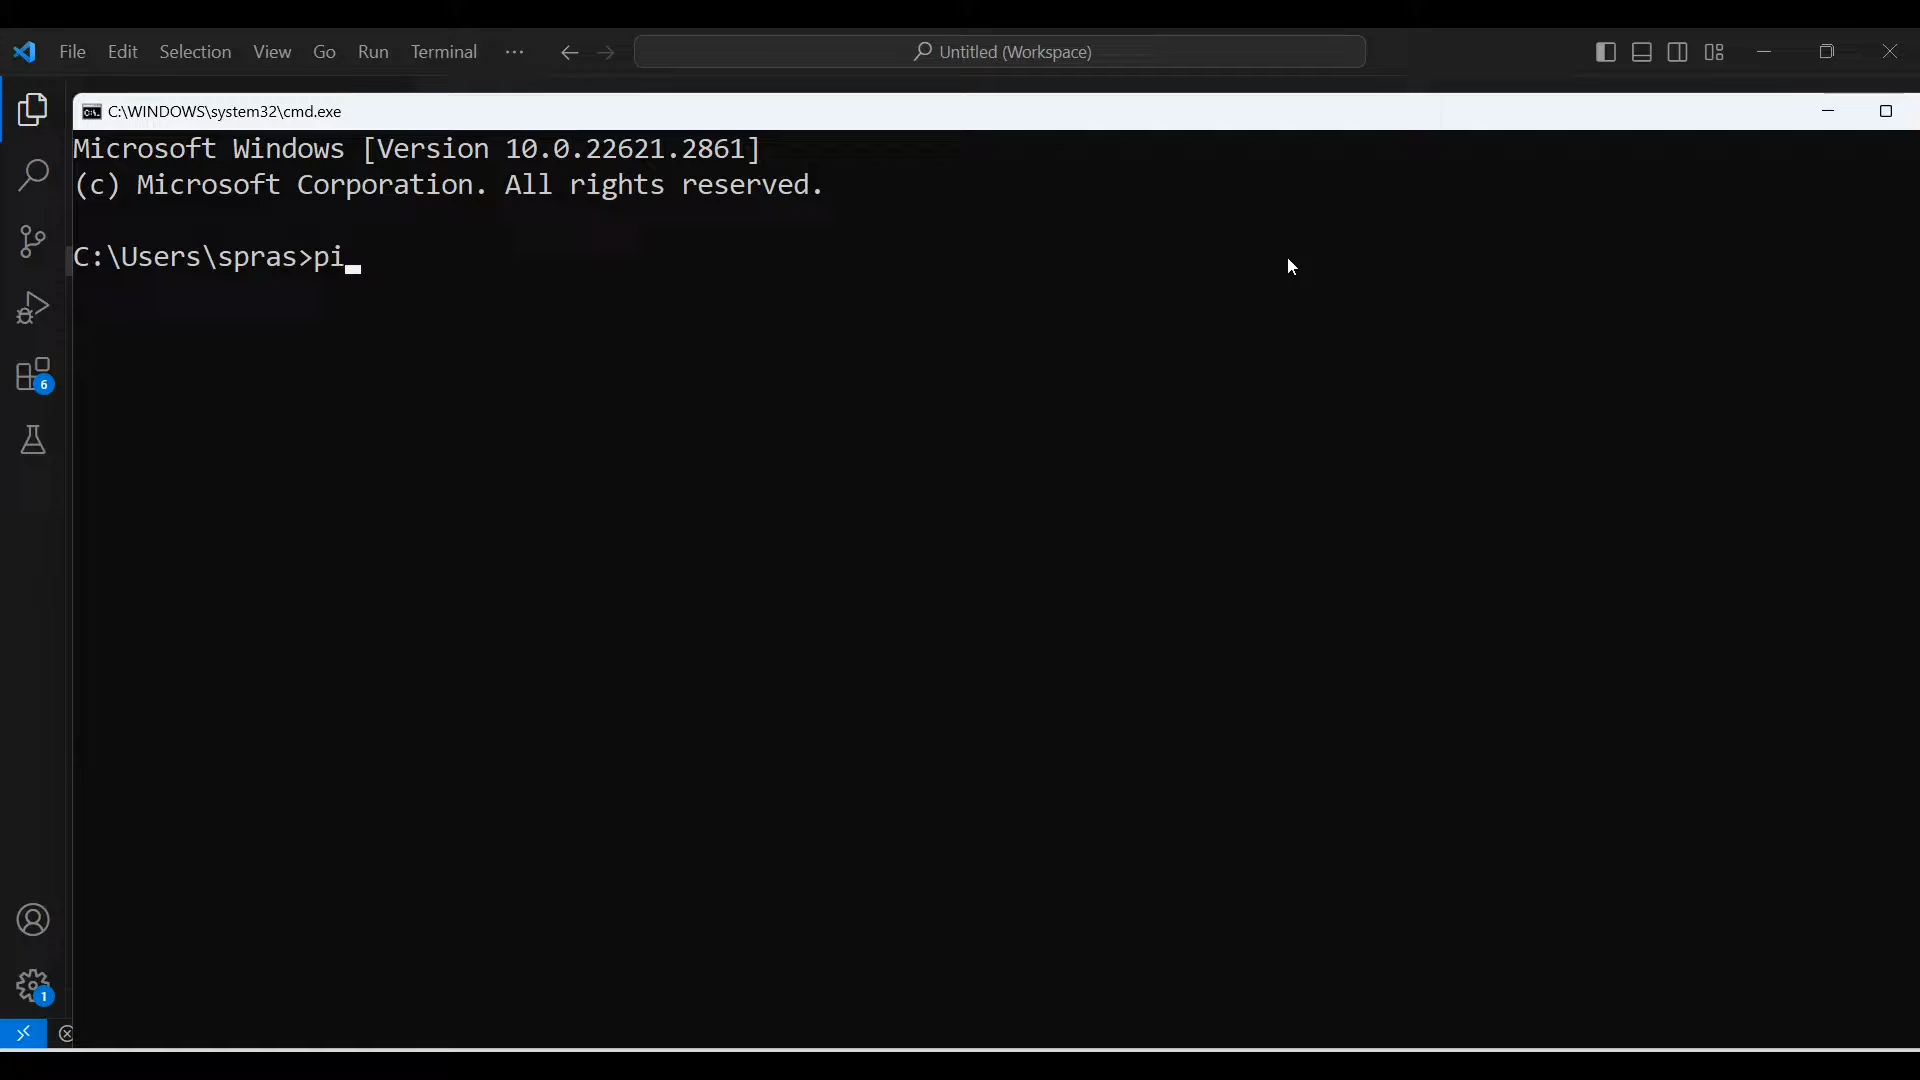 File Edit Selection View Go Run Terminal ··· Untitled (Workspace)
C:\WINDOWS\system32\cmd.exe
Microsoft Windows [Version 10.0.22621.2861]
(c) Microsoft Corporation. All rights reserved.
C:\Users\spras>pi_
6
1